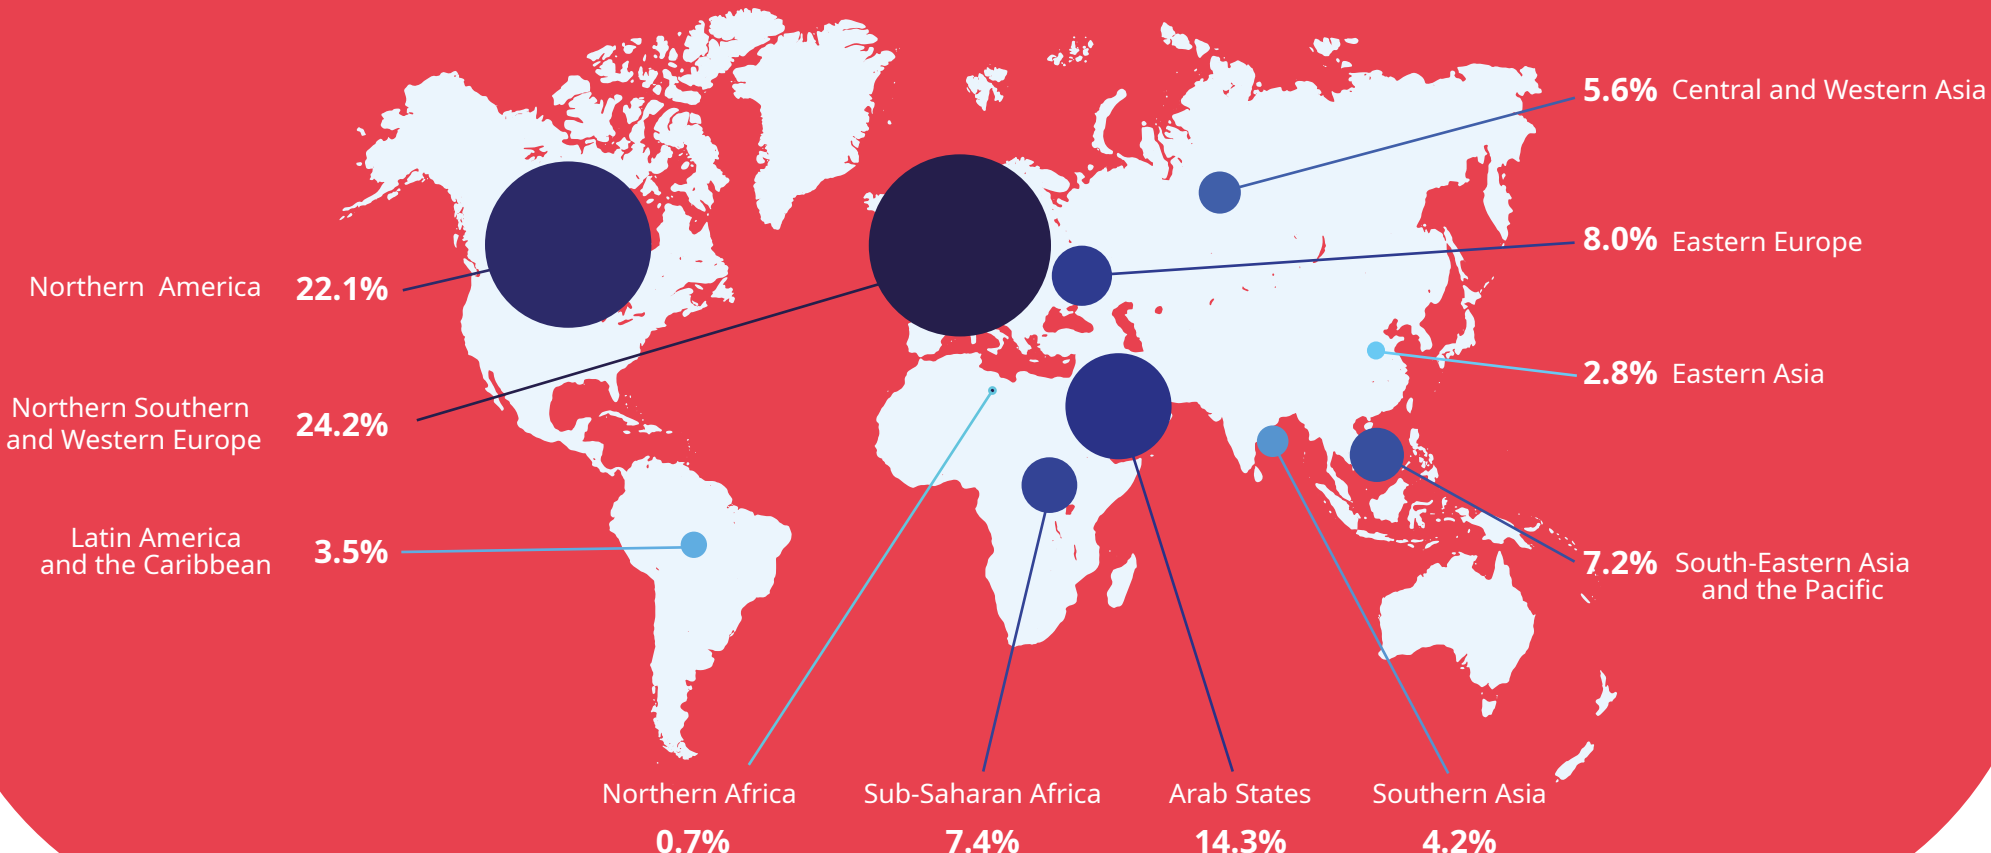 5.6% Central and Western Asia
8.0% Eastern Europe
Northern  America 22.1%
2.8% Eastern Asia
Northern Southern
and Western Europe 24.2%
Latin America
and the Caribbean 3.5%
7.2% South-Eastern Asia
and the Pacific
Northern Africa
0.7%
Sub-Saharan Africa
7.4%
Arab States
14.3%
Southern Asia
4.2%